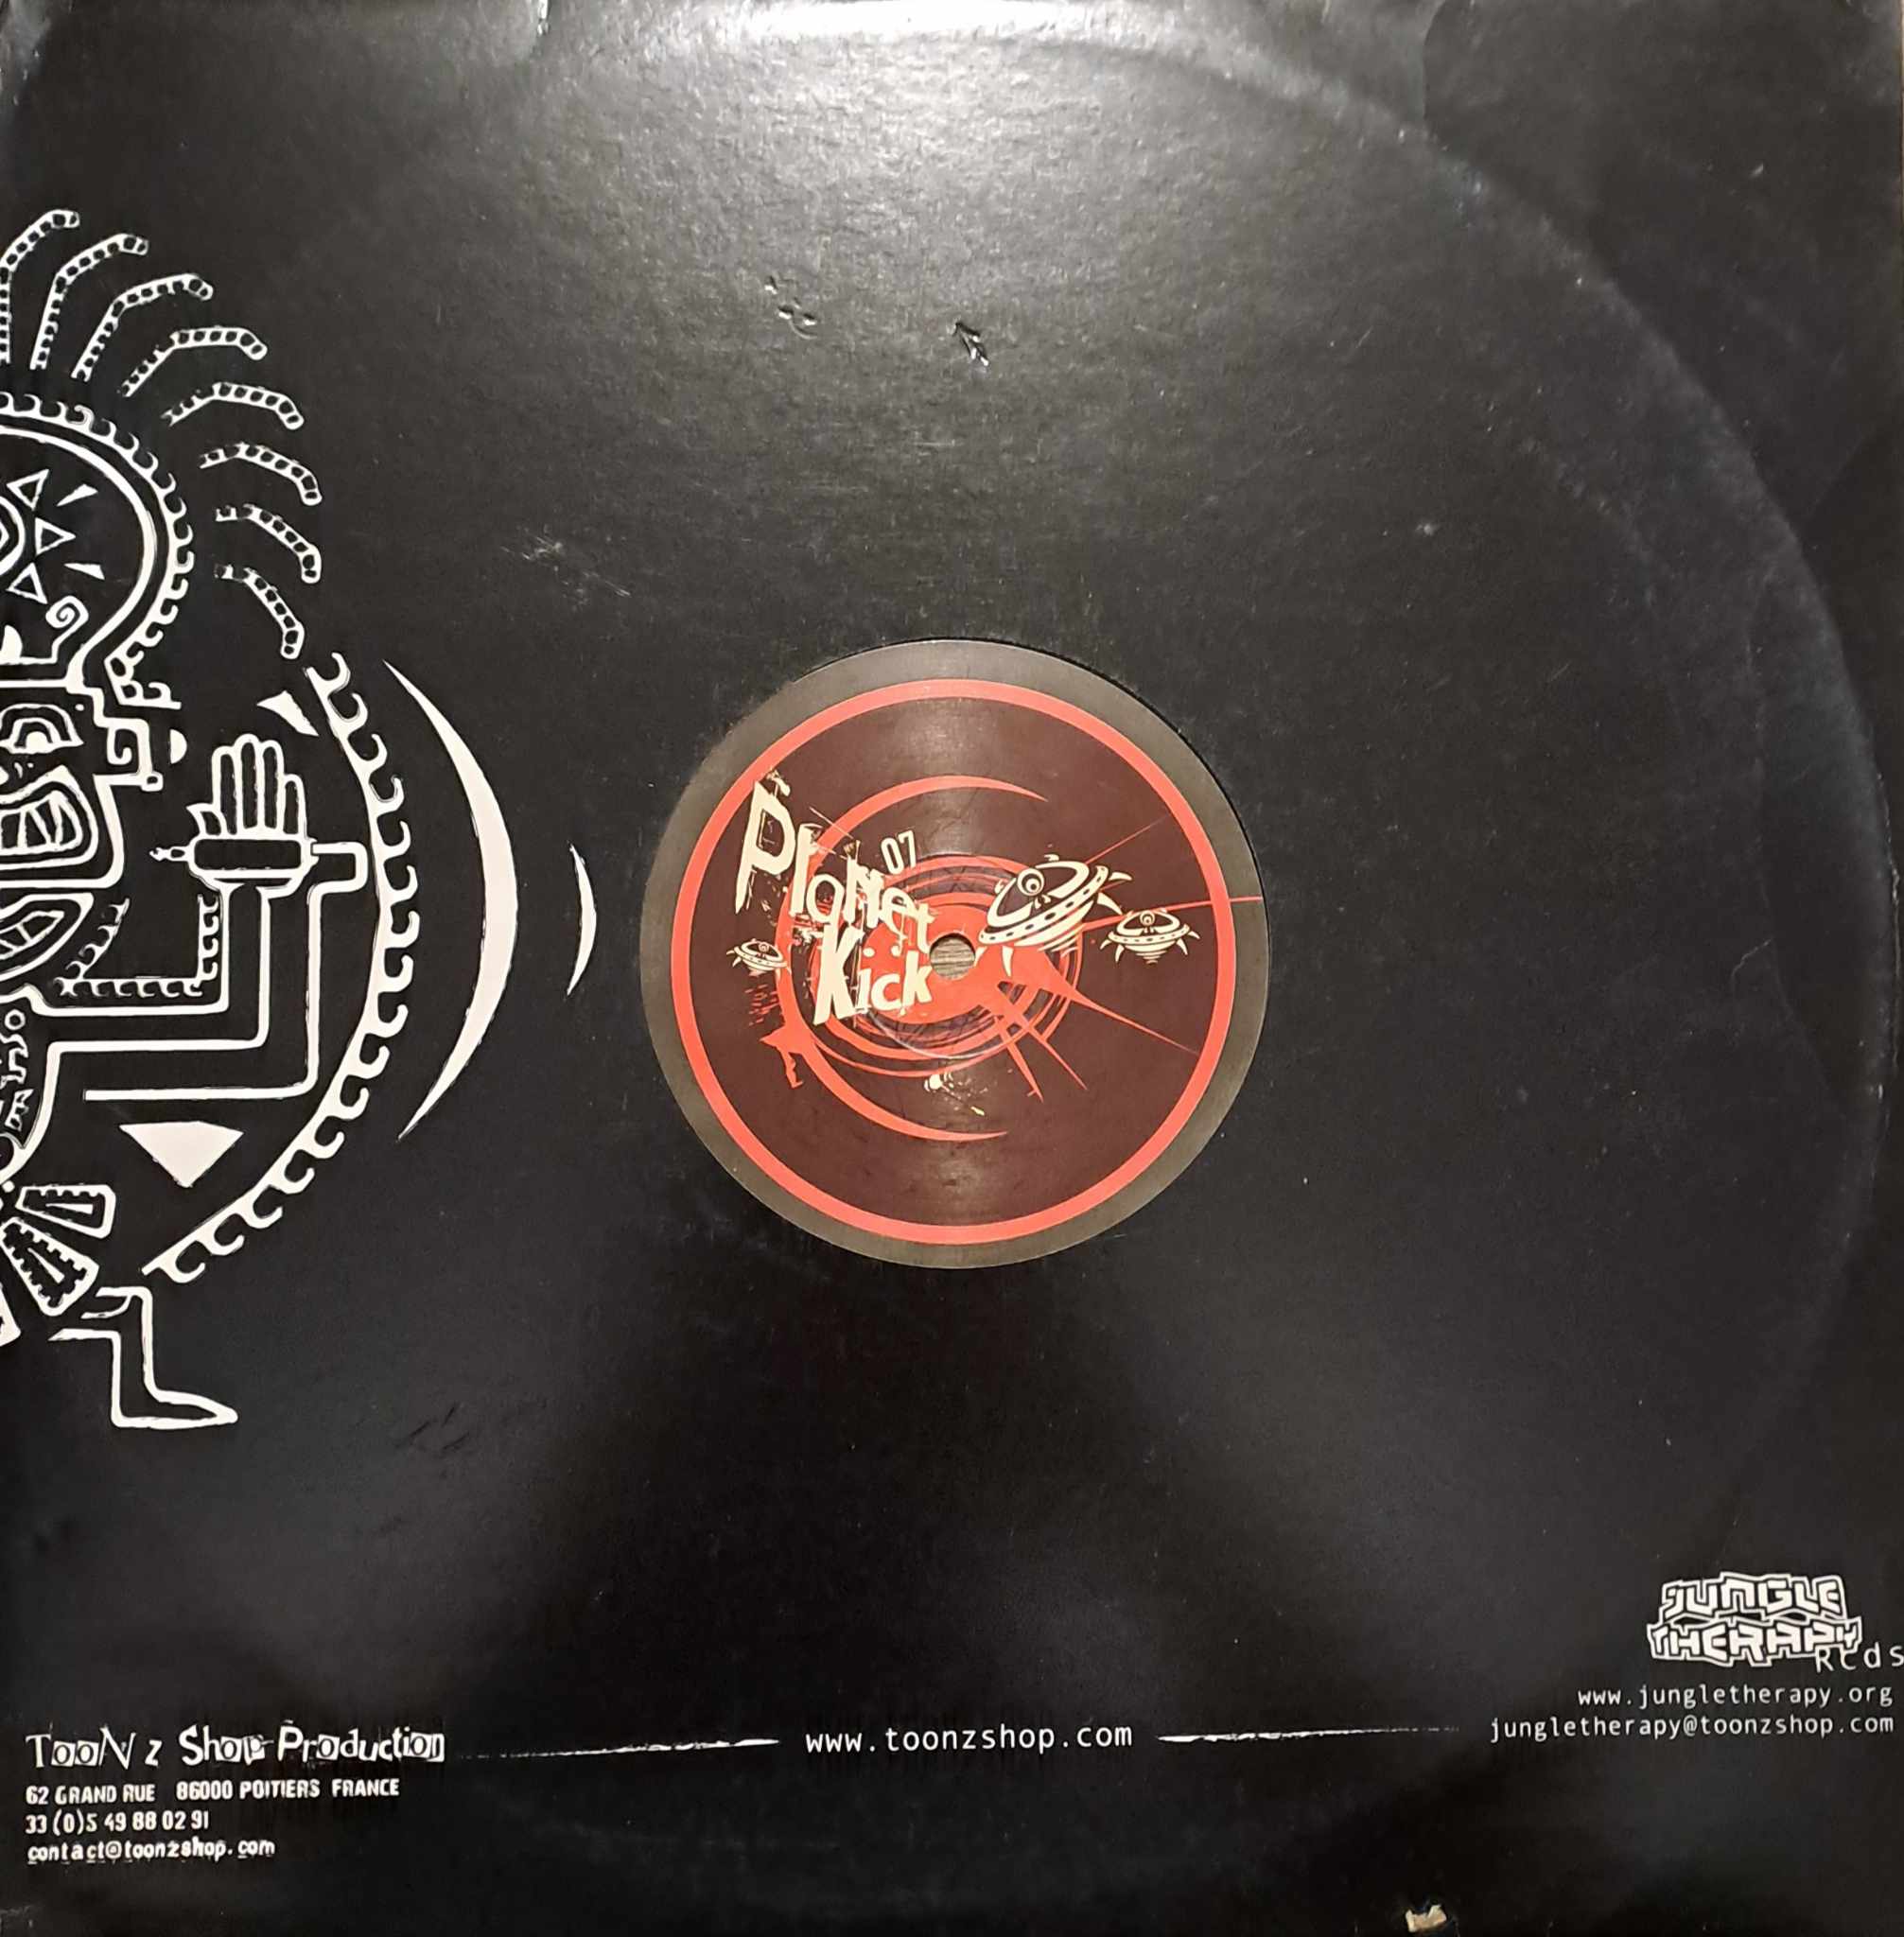 07
Planet
Kick
JUNGLE
THERAPY
Rcds
www.jungletherapy.org
jungletherapy@toonzshop.com
TooNz Shop Production
www.toonzshop.com
62 GRAND RUE 86000 POITIERS FRANCE
33 (0)5 49 88 02 91
contact@toonzshop.com